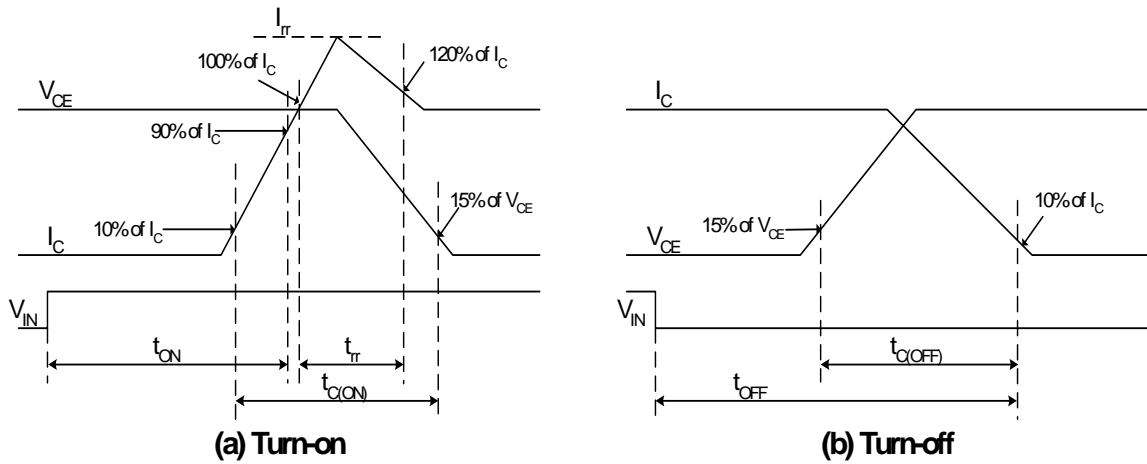 I_rr
100% of I_C
120% of I_C
V_CE
90% of I_C
10% of I_C
15% of V_CE
I_C
V_IN
t_ON
t_rr
t_C(ON)
(a) Turn-on
I_C
15% of V_CE
10% of I_C
V_CE
V_IN
t_C(OFF)
t_OFF
(b) Turn-off